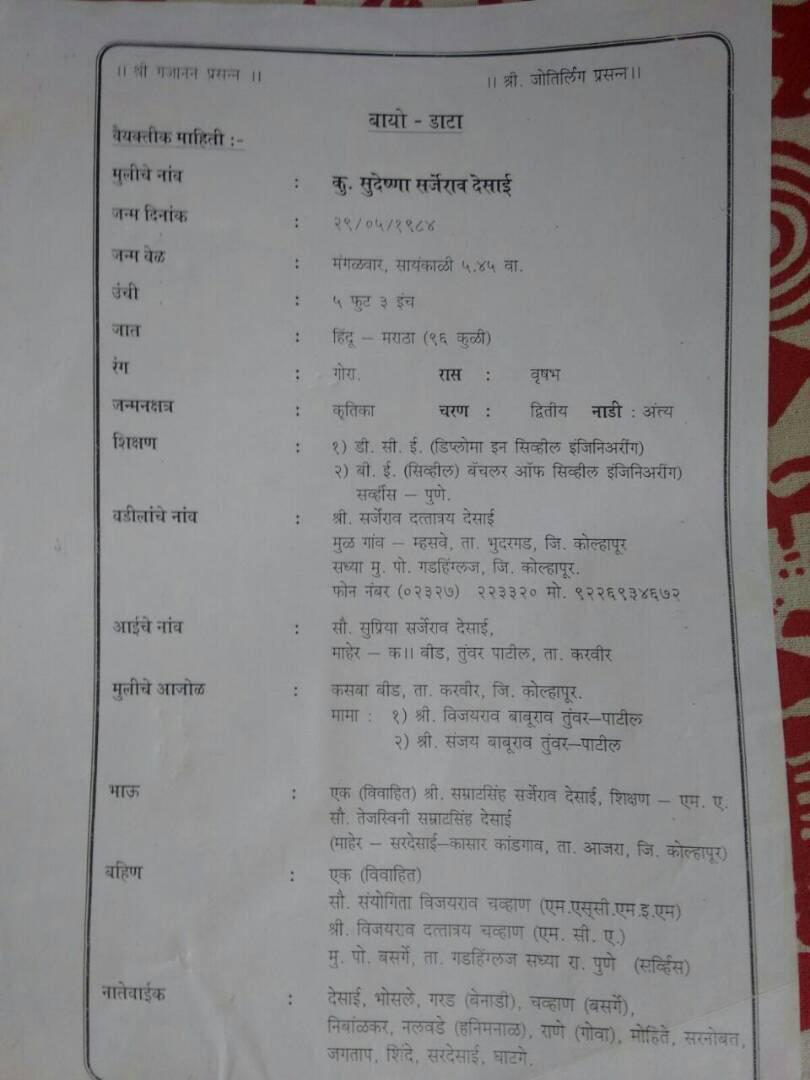 ।। श्री गजानन प्रसन्न ।। ।। श्री. जोतिर्लिंग प्रसन्न।।
बायो - डाटा
वैयक्तीक माहिती :-
मुलीचे नांव : कु. सुदेष्णा सर्जेराव देसाई
जन्म दिनांक : २९/०५/१९८४
जन्म वेळ : मंगळवार, सायंकाळी ५.४५ वा.
उंची : ५ फुट ३ इंच
जात : हिंदू – मराठा (९६ कुळी)
रंग : गोरा. रास : वृषभ
जन्मनक्षत्र : कृतिका चरण : द्वितीय नाडी : अंत्य
शिक्षण : १) डी. सी. ई. (डिप्लोमा इन सिव्हील इंजिनिअरींग)
२) बी. ई. (सिव्हील) बॅचलर ऑफ सिव्हील इंजिनिअरींग)
सर्व्हीस – पुणे.
वडीलांचे नांव : श्री. सर्जेराव दत्तात्रय देसाई
मुळ गांव – म्हसवे, ता. भुदरगड, जि. कोल्हापूर
सध्या मु. पो. गडहिंग्लज, जि. कोल्हापूर.
फोन नंबर (०२३२७) २२३३२० मो. ९२२६९३४६७२
आईचे नांव : सौ. सुप्रिया सर्जेराव देसाई,
माहेर – क।। बीड, तुंवर पाटील, ता. करवीर
मुलीचे आजोळ : कसबा बीड, ता. करवीर, जि. कोल्हापूर.
मामा : १) श्री. विजयराव बाबूराव तुंवर–पाटील
२) श्री. संजय बाबूराव तुंवर–पाटील
भाऊ : एक (विवाहित) श्री. सम्राटसिंह सर्जेराव देसाई, शिक्षण – एम. ए.
सौ. तेजस्विनी सम्राटसिंह देसाई
(माहेर – सरदेसाई–कासार कांडगाव, ता. आजरा, जि. कोल्हापूर)
बहिण : एक (विवाहित)
सौ. संयोगिता विजयराव चव्हाण (एम.एस्सी.एम.इ.एम)
श्री. विजयराव दत्तात्रय चव्हाण (एम. सी. ए.)
मु. पो. बसर्गे, ता. गडहिंग्लज सध्या रा. पुणे (सर्व्हिस)
नातेवाईक : देसाई, भोसले, गरड (बेनाडी), चव्हाण (बसर्गे),
निबांळकर, नलवडे (हनिमनाळ), राणे (गोवा), मोहिते, सरनोबत,
जगताप, शिंदे, सरदेसाई, घाटगे.